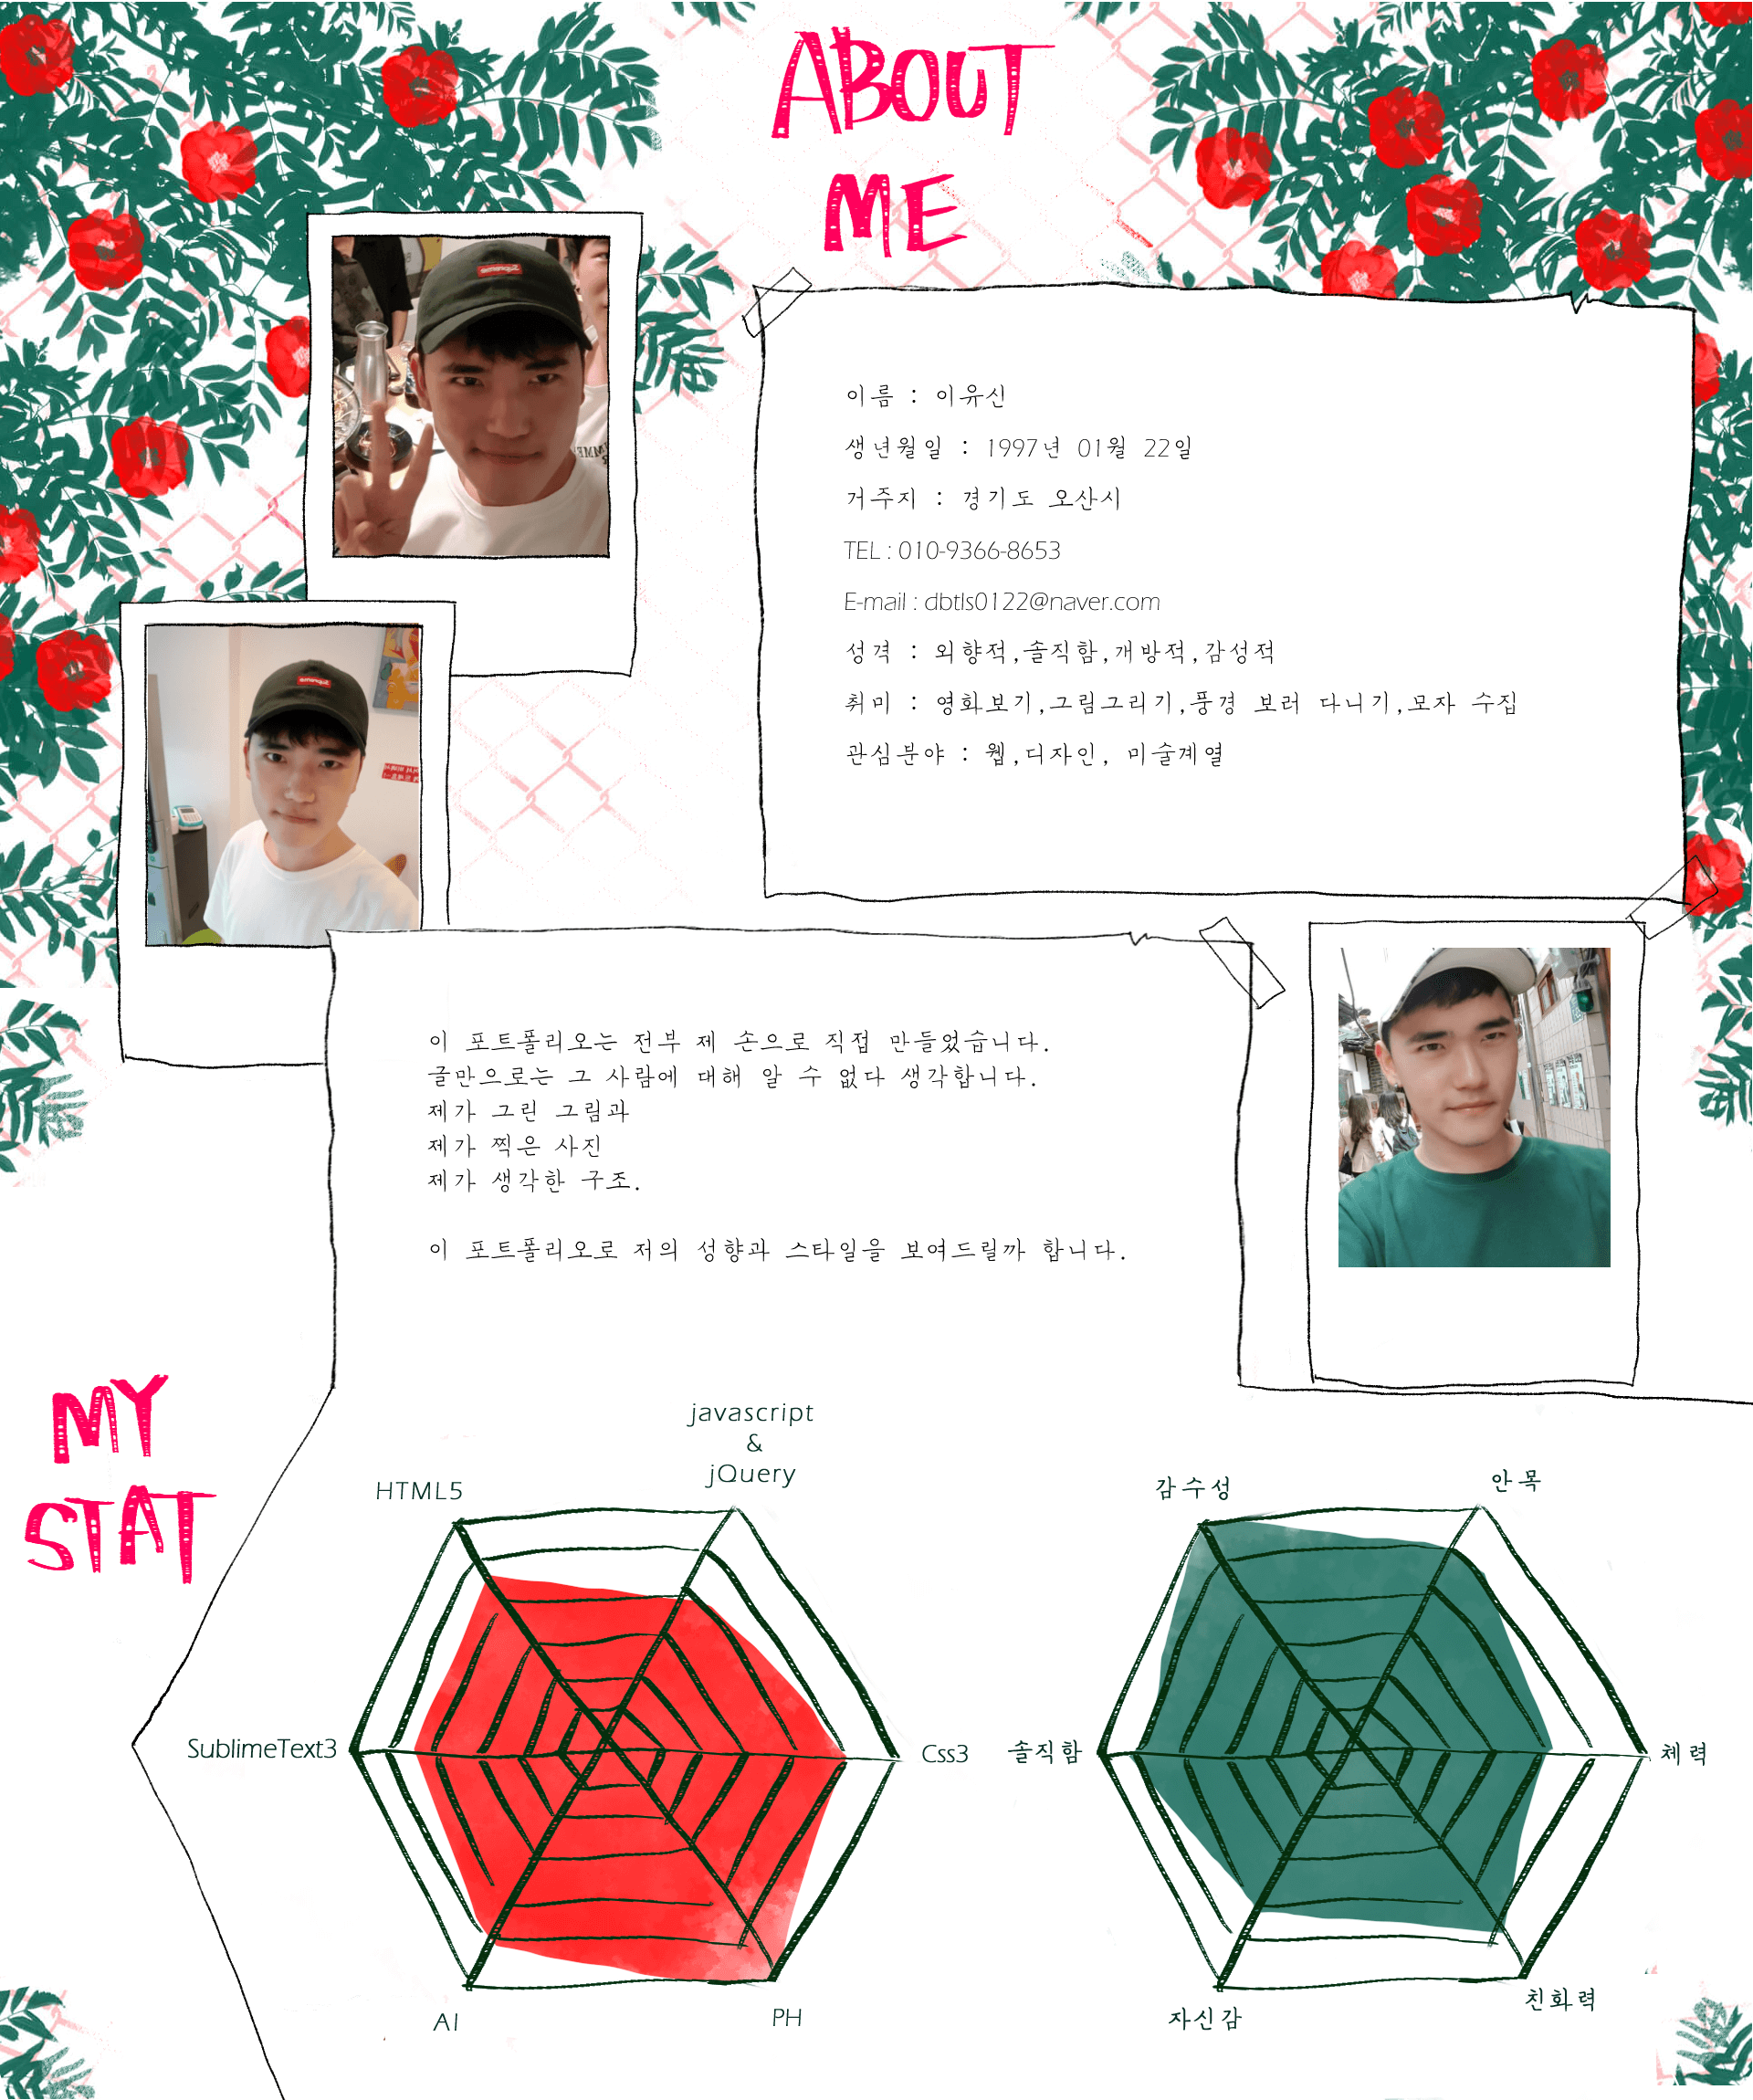 ABOUT
ME
이름 : 이유신
생년월일 : 1997년 01월 22일
거주지 : 경기도 오산시
TEL : 010-9366-8653
E-mail : dbtls0122@naver.com
성격 : 외향적,솔직함,개방적,감성적
취미 : 영화보기,그림그리기,풍경 보러 다니기,모자 수집
관심분야 : 웹,디자인, 미술계열
이 포트폴리오는 전부 제 손으로 직접 만들었습니다.
글만으로는 그 사람에 대해 알 수 없다 생각합니다.
제가 그린 그림과
제가 찍은 사진
제가 생각한 구조.
이 포트폴리오로 저의 성향과 스타일을 보여드릴까 합니다.
MY
STAT
javascript
&
jQuery
HTML5
SublimeText3
Css3
AI
PH
감수성
안목
솔직함
체력
자신감
친화력